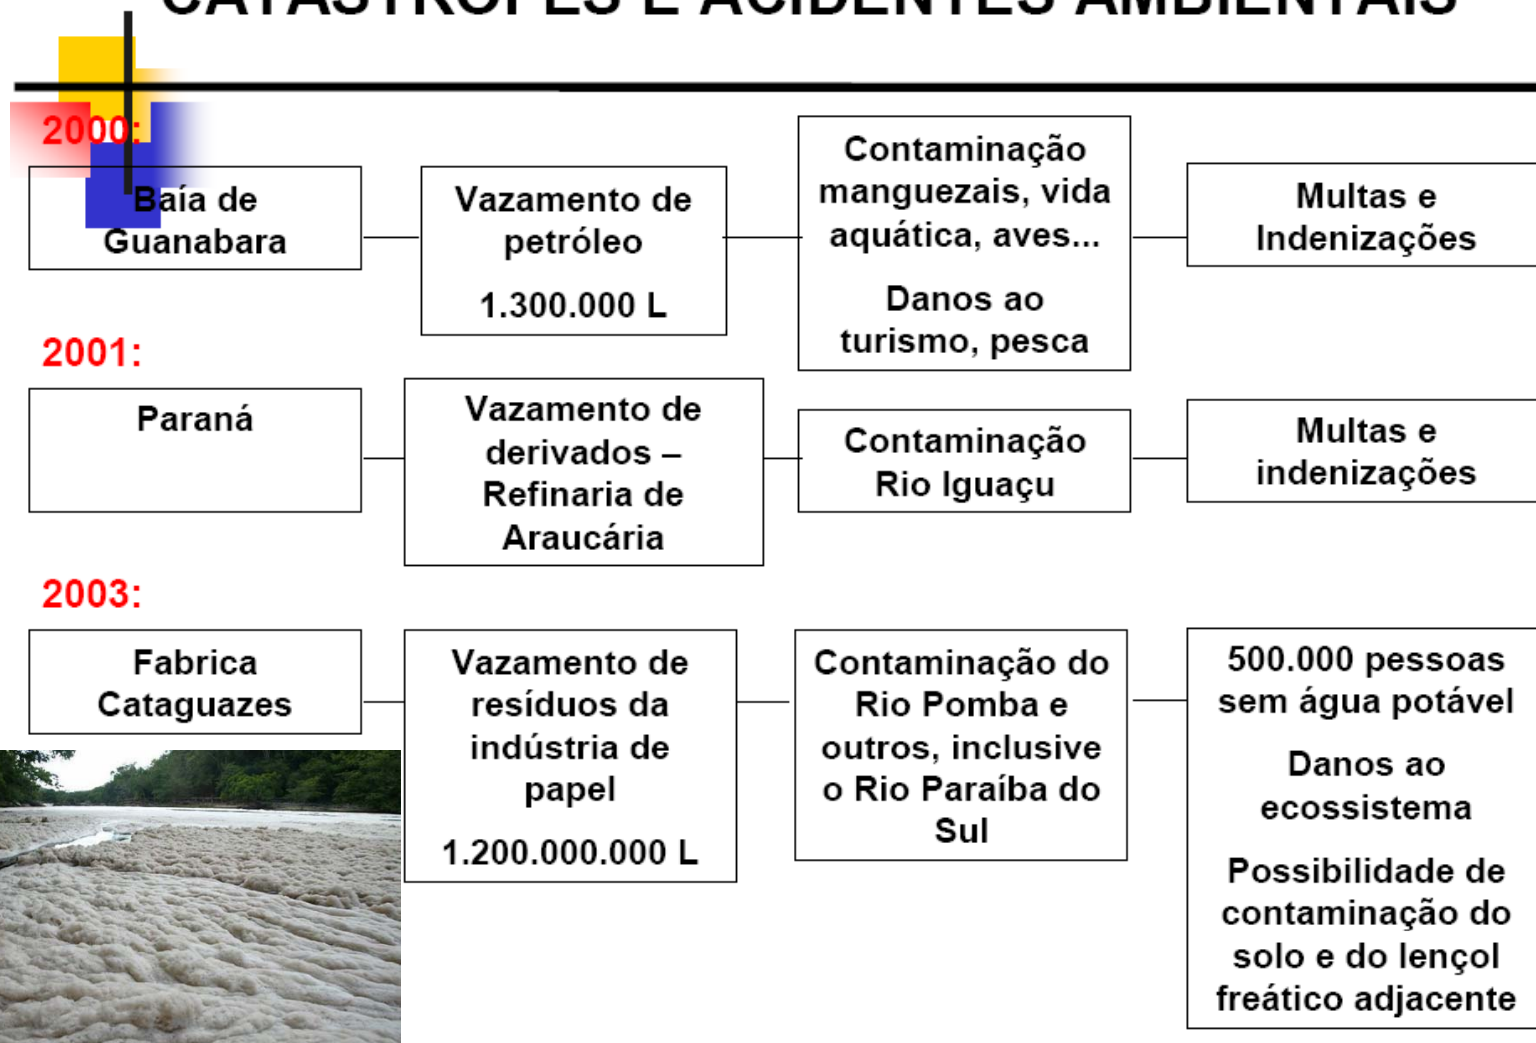 CATÁSTROFES E ACIDENTES AMBIENTAIS
2000:
Baía de
Guanabara
Vazamento de
petróleo
1.300.000 L
Contaminação
manguezais, vida
aquática, aves...
Danos ao
turismo, pesca
Multas e
Indenizações
2001:
Paraná
Vazamento de
derivados –
Refinaria de
Araucária
Contaminação
Rio Iguaçu
Multas e
indenizações
2003:
Fabrica
Cataguazes
Vazamento de
resíduos da
indústria de
papel
1.200.000.000 L
Contaminação do
Rio Pomba e
outros, inclusive
o Rio Paraíba do
Sul
500.000 pessoas
sem água potável
Danos ao
ecossistema
Possibilidade de
contaminação do
solo e do lençol
freático adjacente